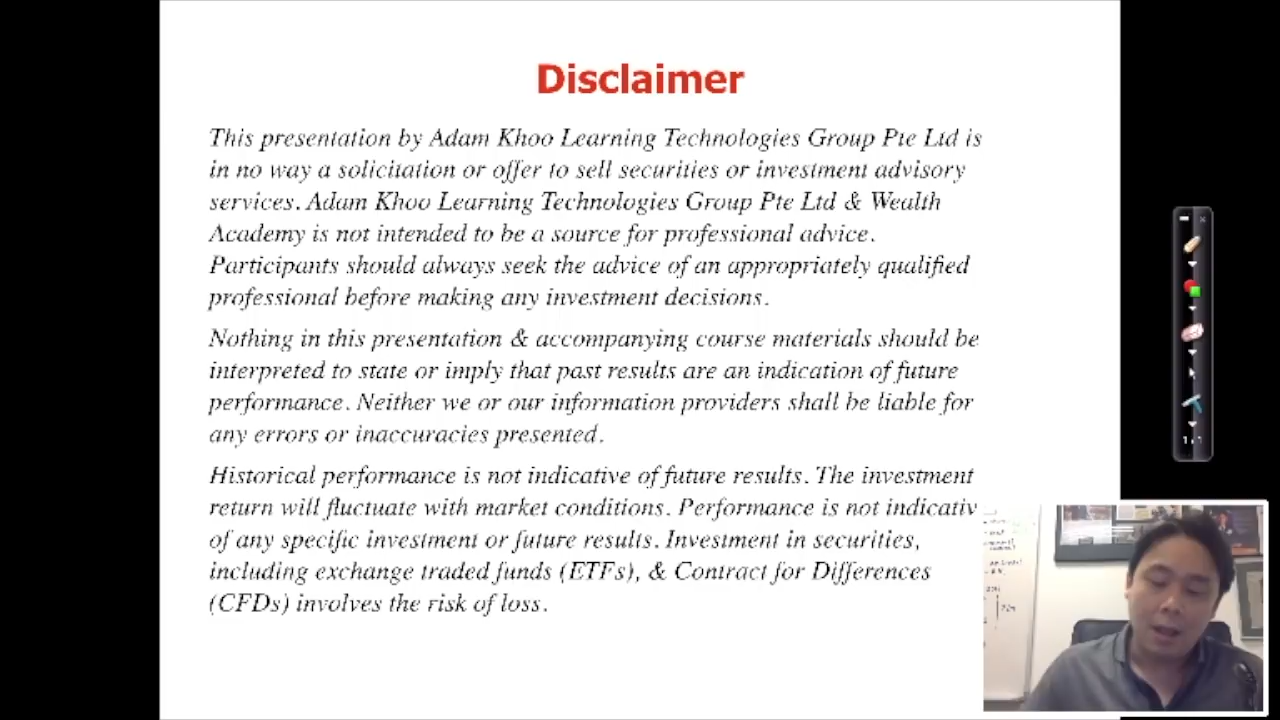 Disclaimer
This presentation by Adam Khoo Learning Technologies Group Pte Ltd is
in no way a solicitation or offer to sell securities or investment advisory
services. Adam Khoo Learning Technologies Group Pte Ltd & Wealth
Academy is not intended to be a source for professional advice.
Participants should always seek the advice of an appropriately qualified
professional before making any investment decisions.
Nothing in this presentation & accompanying course materials should be
interpreted to state or imply that past results are an indication of future
performance. Neither we or our information providers shall be liable for
any errors or inaccuracies presented.
Historical performance is not indicative of future results. The investment
return will fluctuate with market conditions. Performance is not indicativ
of any specific investment or future results. Investment in securities,
including exchange traded funds (ETFs), & Contract for Differences
(CFDs) involves the risk of loss.